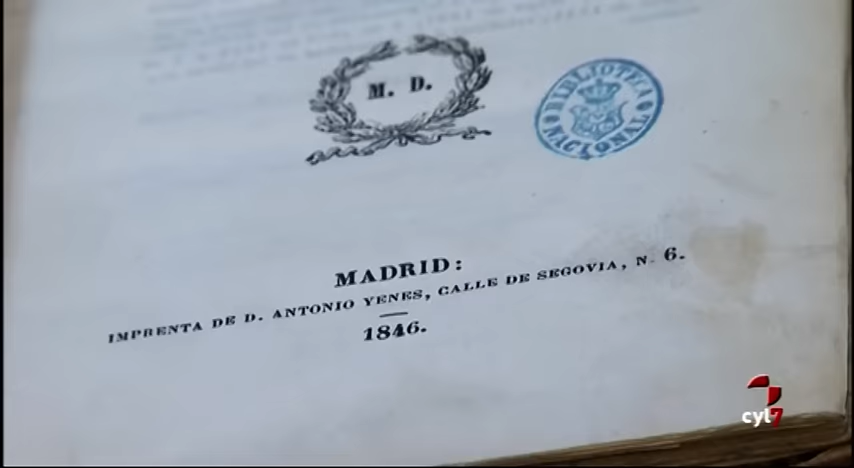 M. D.
BIBLIOTECA
NACIONAL
MADRID:
IMPRENTA DE D. ANTONIO YENES, CALLE DE SEGOVIA, N. 6.
1846.
cyl7